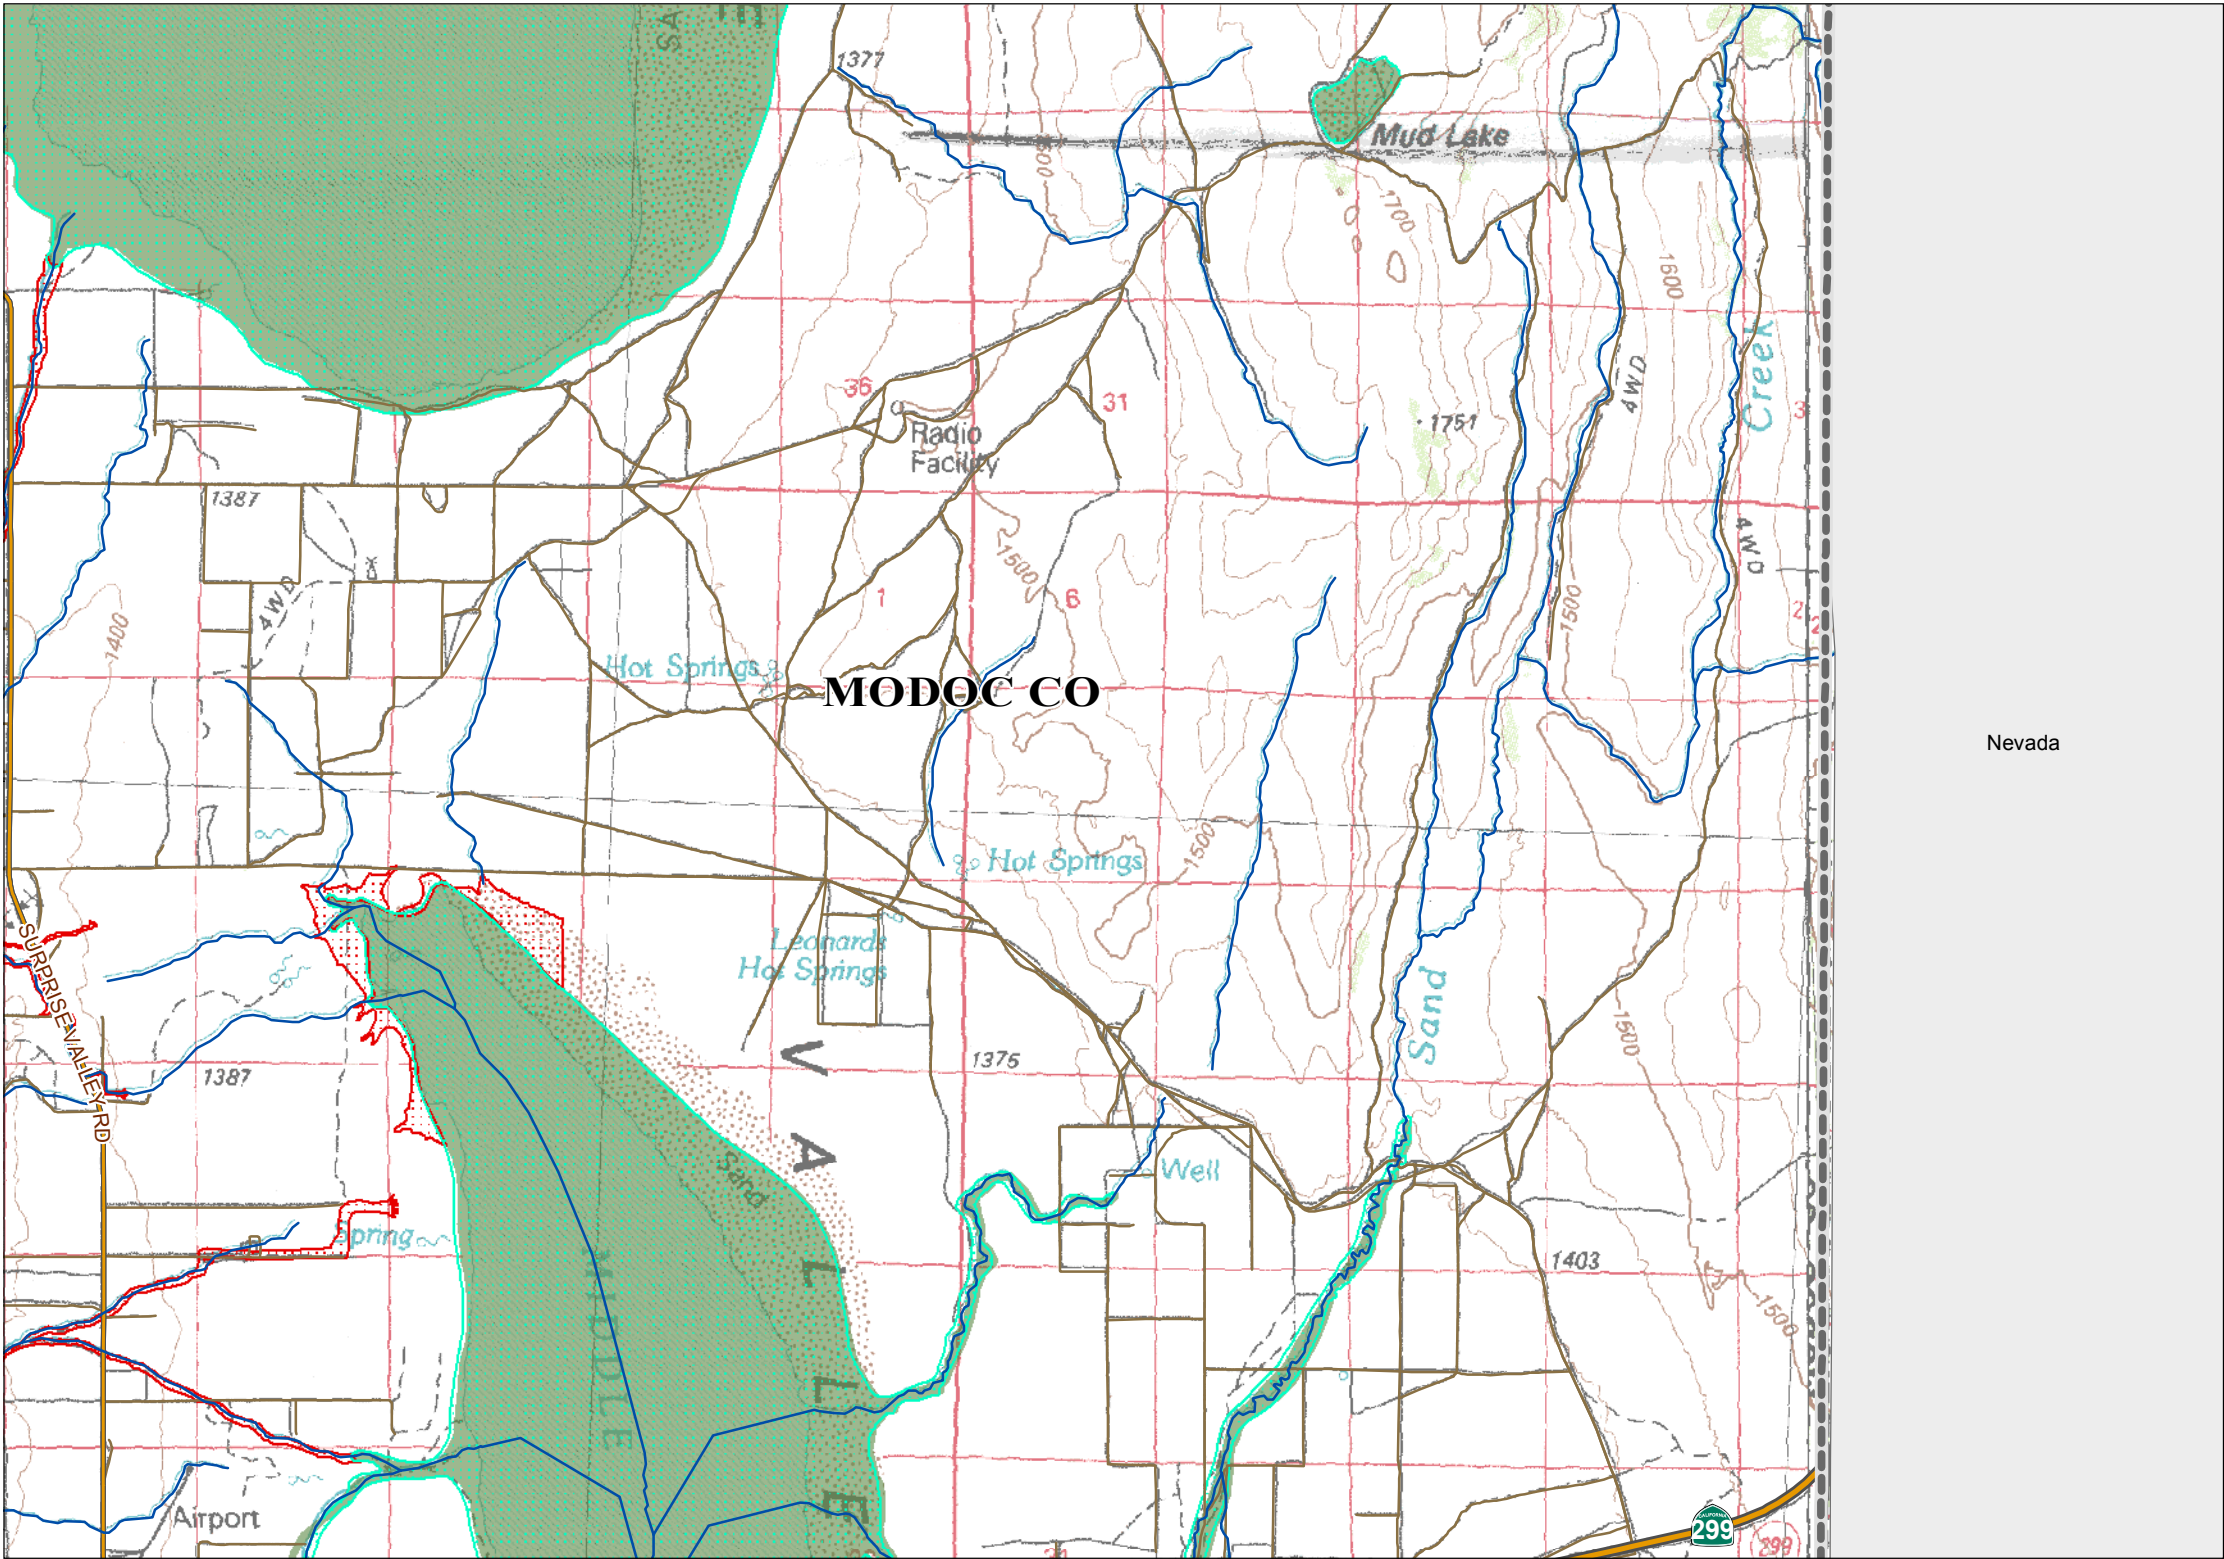 SA
1377
Mud Lake
1700
1600
Creek
4WD
36
31
Radio
Facility
1751
1387
4WD
1500
4WD
1
6
1500
1400
Hot Springs
MODOC CO
Nevada
1500
Hot Springs
Leonards
Hot Springs
SURPRISE VALLEY RD
Sand
1500
V
1375
1387
A
Sand
Well
Spring
L
1403
1500
MIDDLE
L
E
Airport
CALIFORNIA
299
299